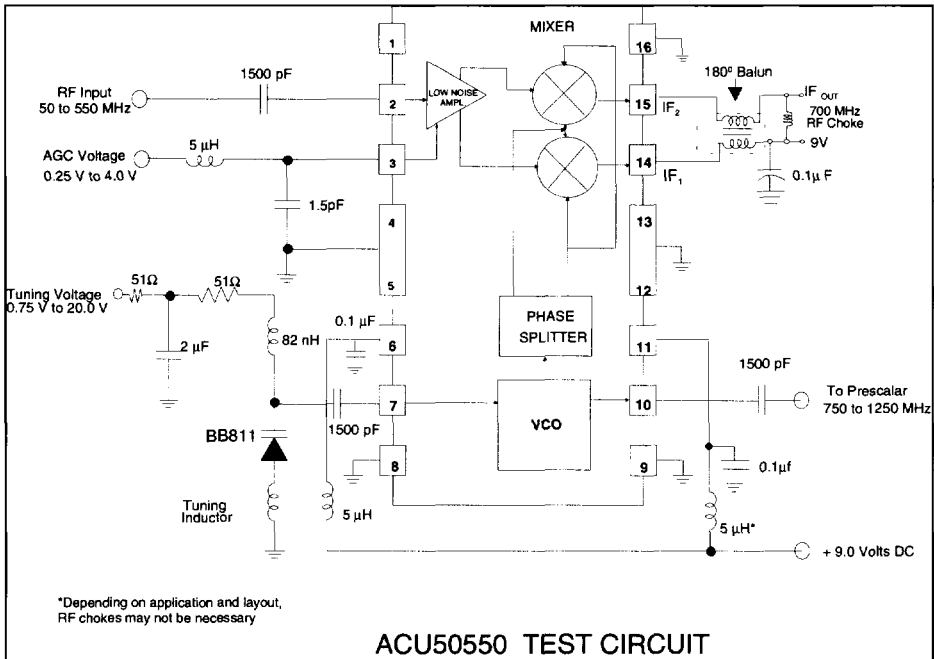 MIXER
1
16
180° Balun
1500 pF
RF Input
50 to 550 MHz
2
LOW NOISE
AMPL.
15
IF2
IF OUT
700 MHz
RF Choke
9V
5 µH
AGC Voltage
0.25 V to 4.0 V
3
14
IF1
0.1µ F
1.5pF
4
13
5
12
51Ω
51Ω
Tuning Voltage
0.75 V to 20.0 V
2 µF
82 nH
0.1 µF
6
PHASE
SPLITTER
11
1500 pF
7
1500 pF
VCO
10
To Prescalar
750 to 1250 MHz
BB811
8
9
0.1µf
Tuning
Inductor
5 µH
5 µH*
+ 9.0 Volts DC
*Depending on application and layout,
RF chokes may not be necessary
ACU50550 TEST CIRCUIT